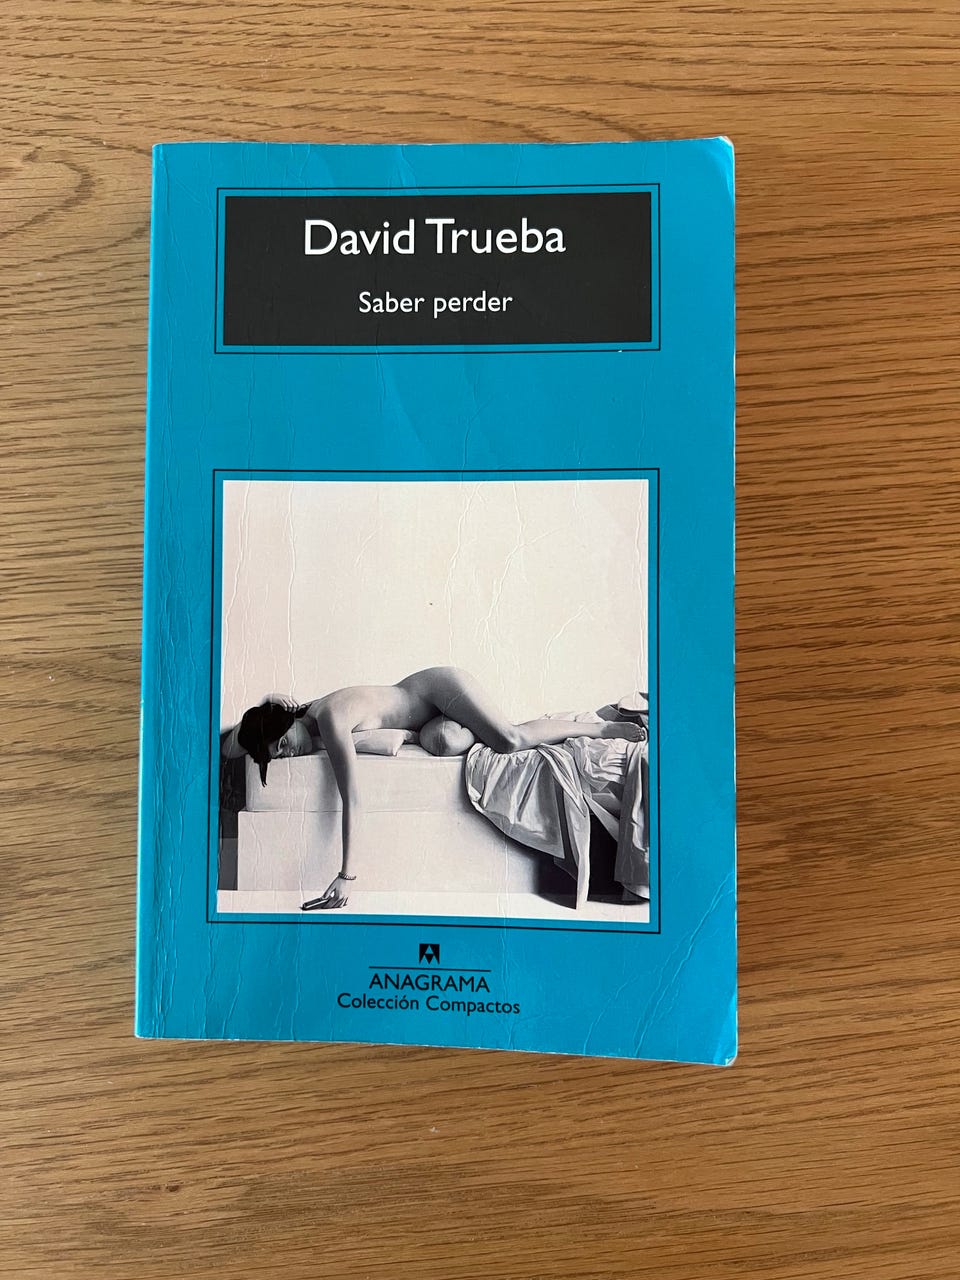 David Trueba
Saber perder
ANAGRAMA
Colección Compactos